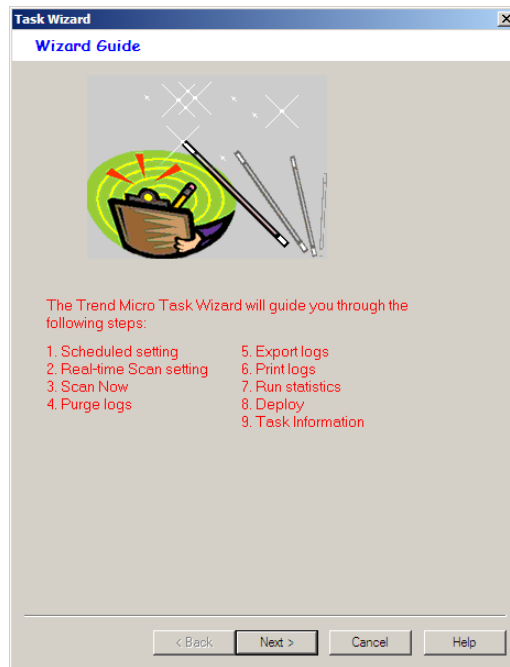 Task Wizard
Wizard Guide
The Trend Micro Task Wizard will guide you through the
following steps:
1. Scheduled setting
2. Real-time Scan setting
3. Scan Now
4. Purge logs
5. Export logs
6. Print logs
7. Run statistics
8. Deploy
9. Task Information
< Back
Next >
Cancel
Help